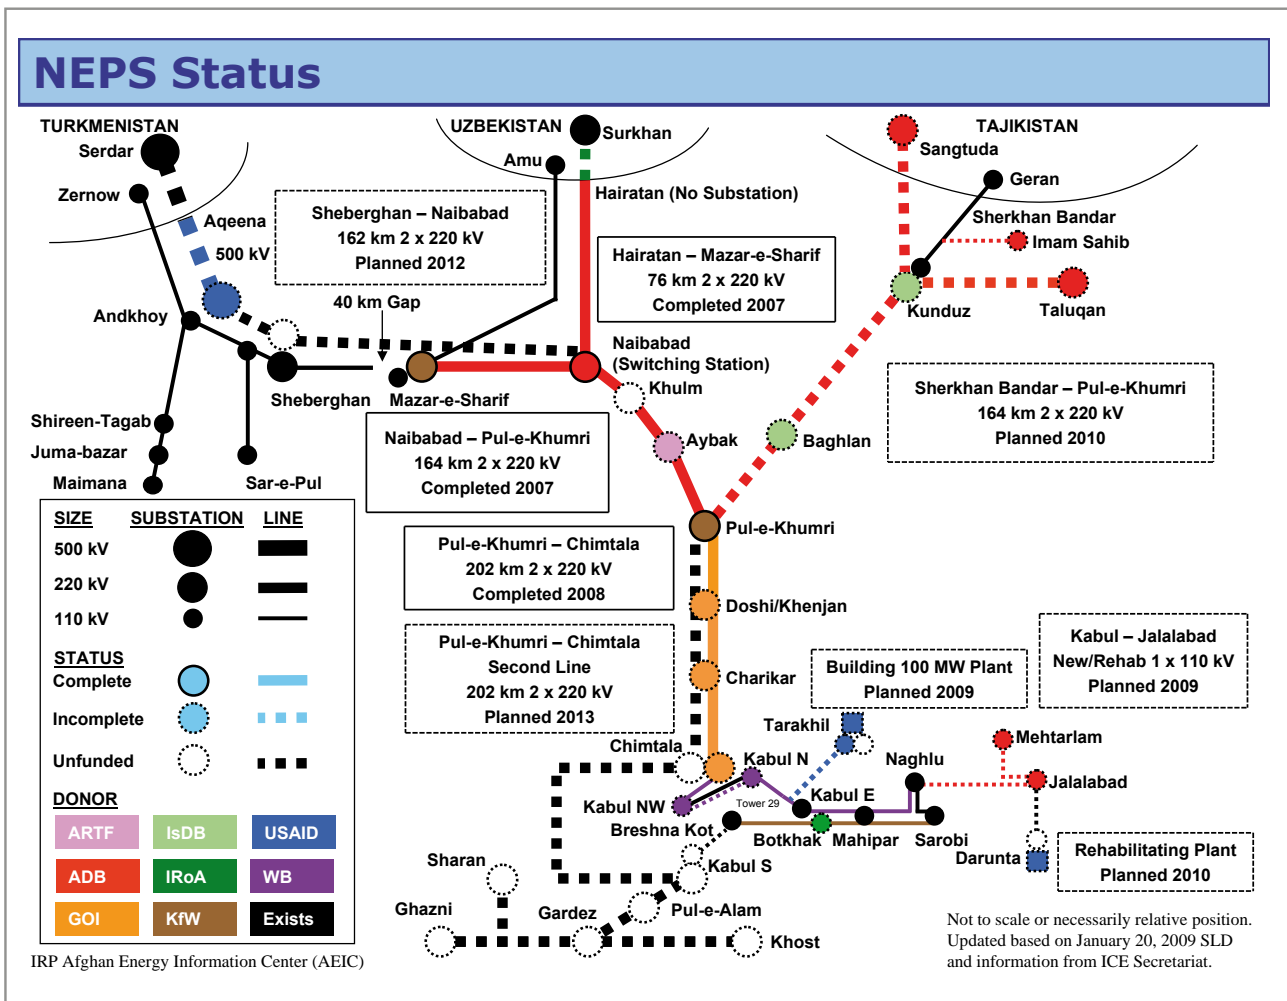 NEPS Status
TURKMENISTAN
Serdar
Zernow
Aqeena
500 kV
UZBEKISTAN
Surkhan
Amu
Hairatan (No Substation)
TAJIKISTAN
Sangtuda
Geran
Sherkhan Bandar
Imam Sahib
Kunduz
Taluqan
Sheberghan – Naibabad
162 km 2 x 220 kV
Planned 2012
40 km Gap
Hairatan – Mazar-e-Sharif
76 km 2 x 220 kV
Completed 2007
Andkhoy
Naibabad
(Switching Station)
Khulm
Sheberghan
Mazar-e-Sharif
Shireen-Tagab
Juma-bazar
Maimana
Sar-e-Pul
Naibabad – Pul-e-Khumri
164 km 2 x 220 kV
Completed 2007
Aybak
Baghlan
Sherkhan Bandar – Pul-e-Khumri
164 km 2 x 220 kV
Planned 2010
Pul-e-Khumri
Pul-e-Khumri – Chimtala
202 km 2 x 220 kV
Completed 2008
Doshi/Khenjan
Pul-e-Khumri – Chimtala
Second Line
202 km 2 x 220 kV
Planned 2013
Charikar
Building 100 MW Plant
Planned 2009
Kabul – Jalalabad
New/Rehab 1 x 110 kV
Planned 2009
Tarakhil
Chimtala
Kabul N
Naghlu
Mehtarlam
Jalalabad
Kabul NW
Tower 29
Kabul E
Breshna Kot
Botkhak
Mahipar
Sarobi
Darunta
Rehabilitating Plant
Planned 2010
Sharan
Kabul S
Ghazni
Gardez
Pul-e-Alam
Khost
SIZE
SUBSTATION
LINE
500 kV
220 kV
110 kV
STATUS
Complete
Incomplete
Unfunded
DONOR
ARTF
IsDB
USAID
ADB
IRoA
WB
GOI
KfW
Exists
IRP Afghan Energy Information Center (AEIC)
Not to scale or necessarily relative position.
Updated based on January 20, 2009 SLD
and information from ICE Secretariat.